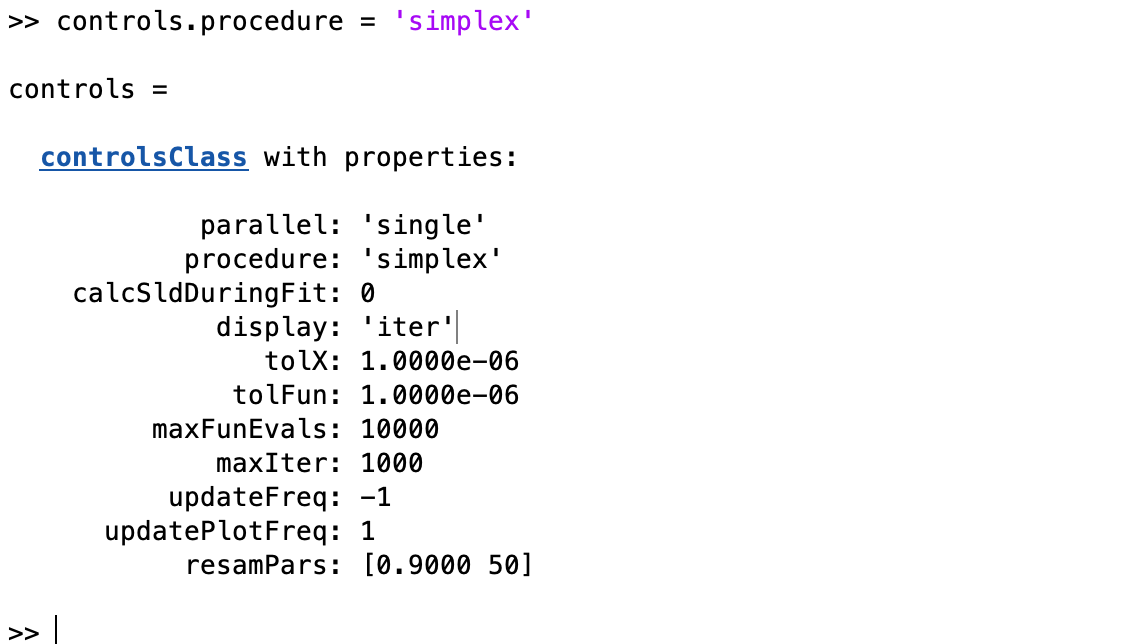 >> controls.procedure = 'simplex'
controls =
controlsClass with properties:
parallel: 'single'
procedure: 'simplex'
calcSldDuringFit: 0
display: 'iter'
tolX: 1.0000e-06
tolFun: 1.0000e-06
maxFunEvals: 10000
maxIter: 1000
updateFreq: -1
updatePlotFreq: 1
resamPars: [0.9000 50]
>>